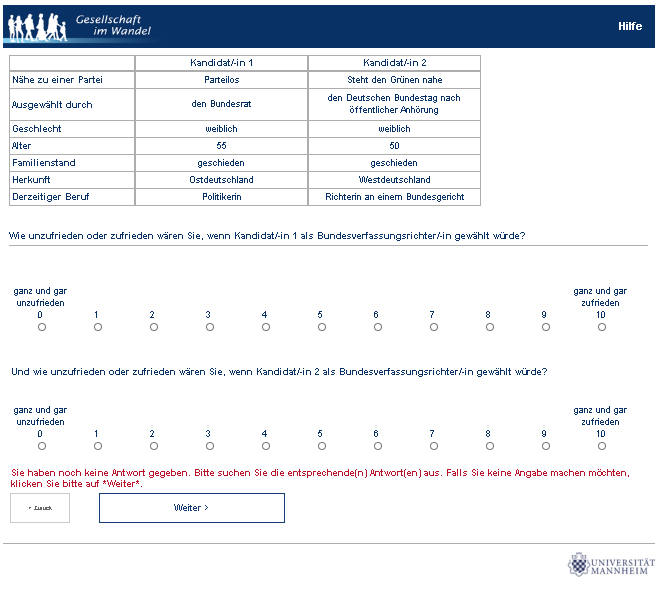 Gesellschaft
im Wandel
Hilfe
Kandidat/-in 1 Kandidat/-in 2
Nähe zu einer Partei Parteilos Steht den Grünen nahe
Ausgewählt durch den Bundesrat den Deutschen Bundestag nach
öffentlicher Anhörung
Geschlecht weiblich weiblich
Alter 55 50
Familienstand geschieden geschieden
Herkunft Ostdeutschland Westdeutschland
Derzeitiger Beruf Politikerin Richterin an einem Bundesgericht
Wie unzufrieden oder zufrieden wären Sie, wenn Kandidat/-in 1 als Bundesverfassungsrichter/-in gewählt würde?
ganz und gar ganz und gar
unzufrieden zufrieden
0 1 2 3 4 5 6 7 8 9 10
Und wie unzufrieden oder zufrieden wären Sie, wenn Kandidat/-in 2 als Bundesverfassungsrichter/-in gewählt würde?
ganz und gar ganz und gar
unzufrieden zufrieden
0 1 2 3 4 5 6 7 8 9 10
Sie haben noch keine Antwort gegeben. Bitte suchen Sie die entsprechende(n) Antwort(en) aus. Falls Sie keine Angabe machen möchten,
klicken Sie bitte auf *Weiter*.
< Zurück Weiter >
UNIVERSITÄT
MANNHEIM